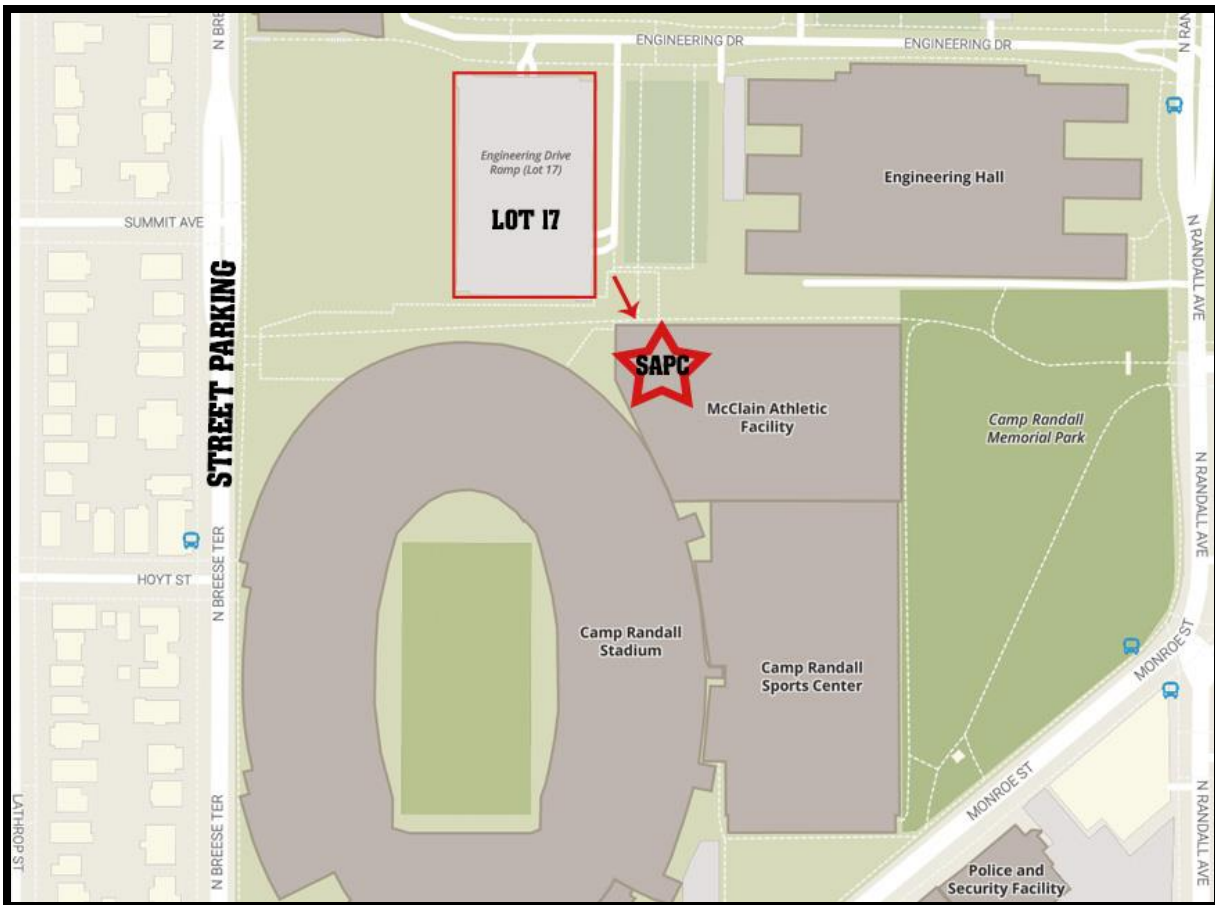 N BRE
ENGINEERING DR
ENGINEERING DR
N RAN
Engineering Drive
Ramp (Lot 17)
LOT 17
Engineering Hall
SUMMIT AVE
N RANDALL AVE
STREET PARKING
SAPC
McClain Athletic
Facility
Camp Randall
Memorial Park
N RANDALL AVE
HOYT ST
N BREESE TER
Camp Randall
Stadium
Camp Randall
Sports Center
MONROE ST
MONROE ST
LATHROP ST
N BREESE TER
N RANDALL AVE
Police and
Security Facility